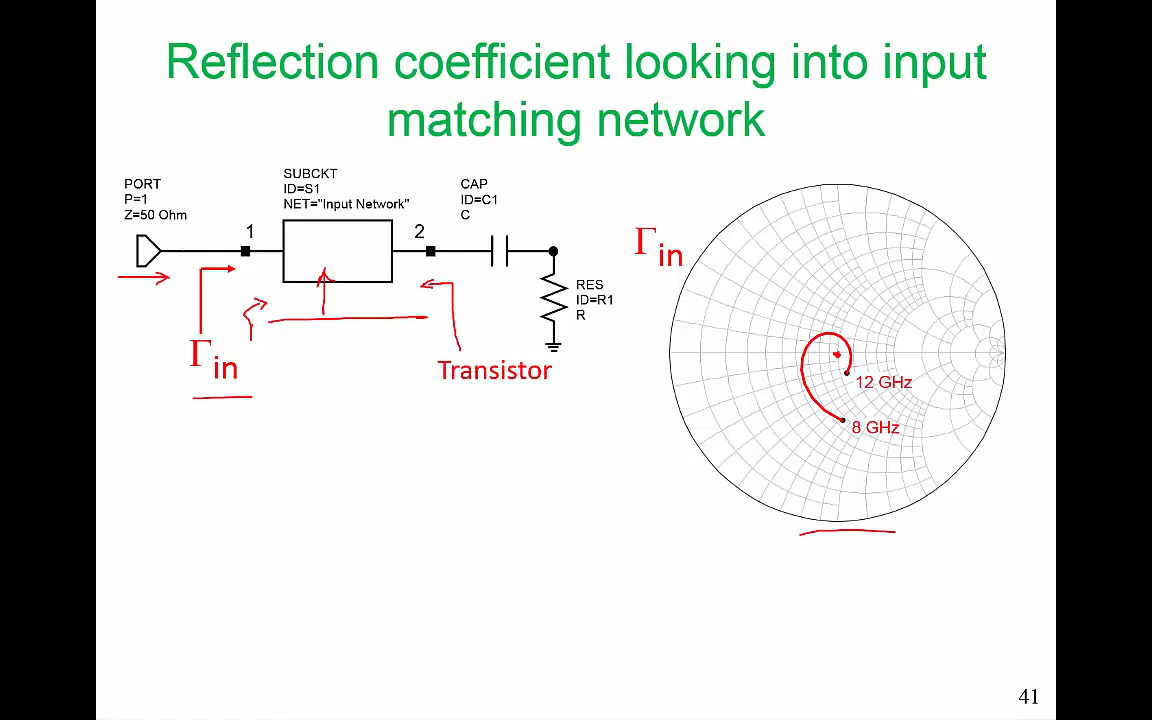 Reflection coefficient looking into input
matching network
PORT
P=1
Z=50 Ohm
SUBCKT
ID=S1
NET="Input Network"
CAP
ID=C1
C
1
2
RES
ID=R1
R
Γin
Transistor
Γin
12 GHz
8 GHz
41